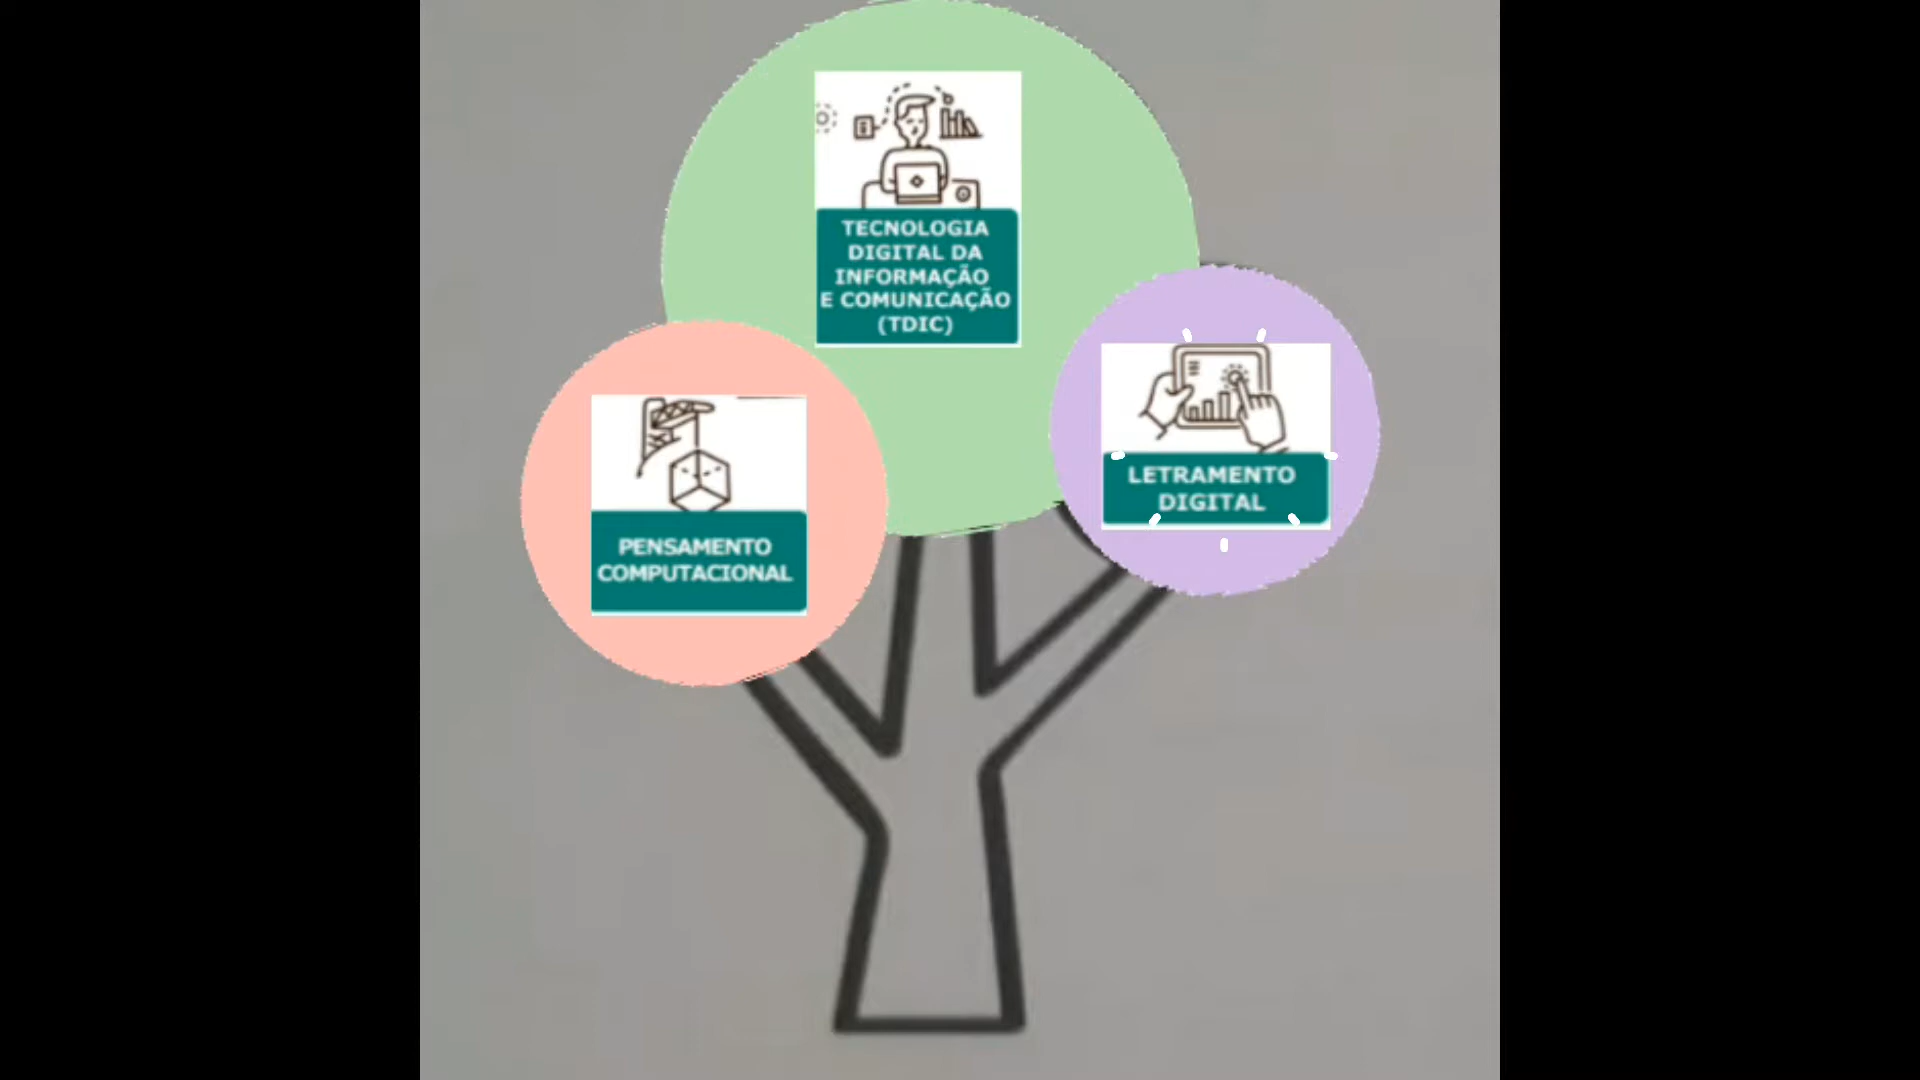 TECNOLOGIA
DIGITAL DA
INFORMAÇÃO
E COMUNICAÇÃO
(TDIC)
PENSAMENTO
COMPUTACIONAL
LETRAMENTO
DIGITAL